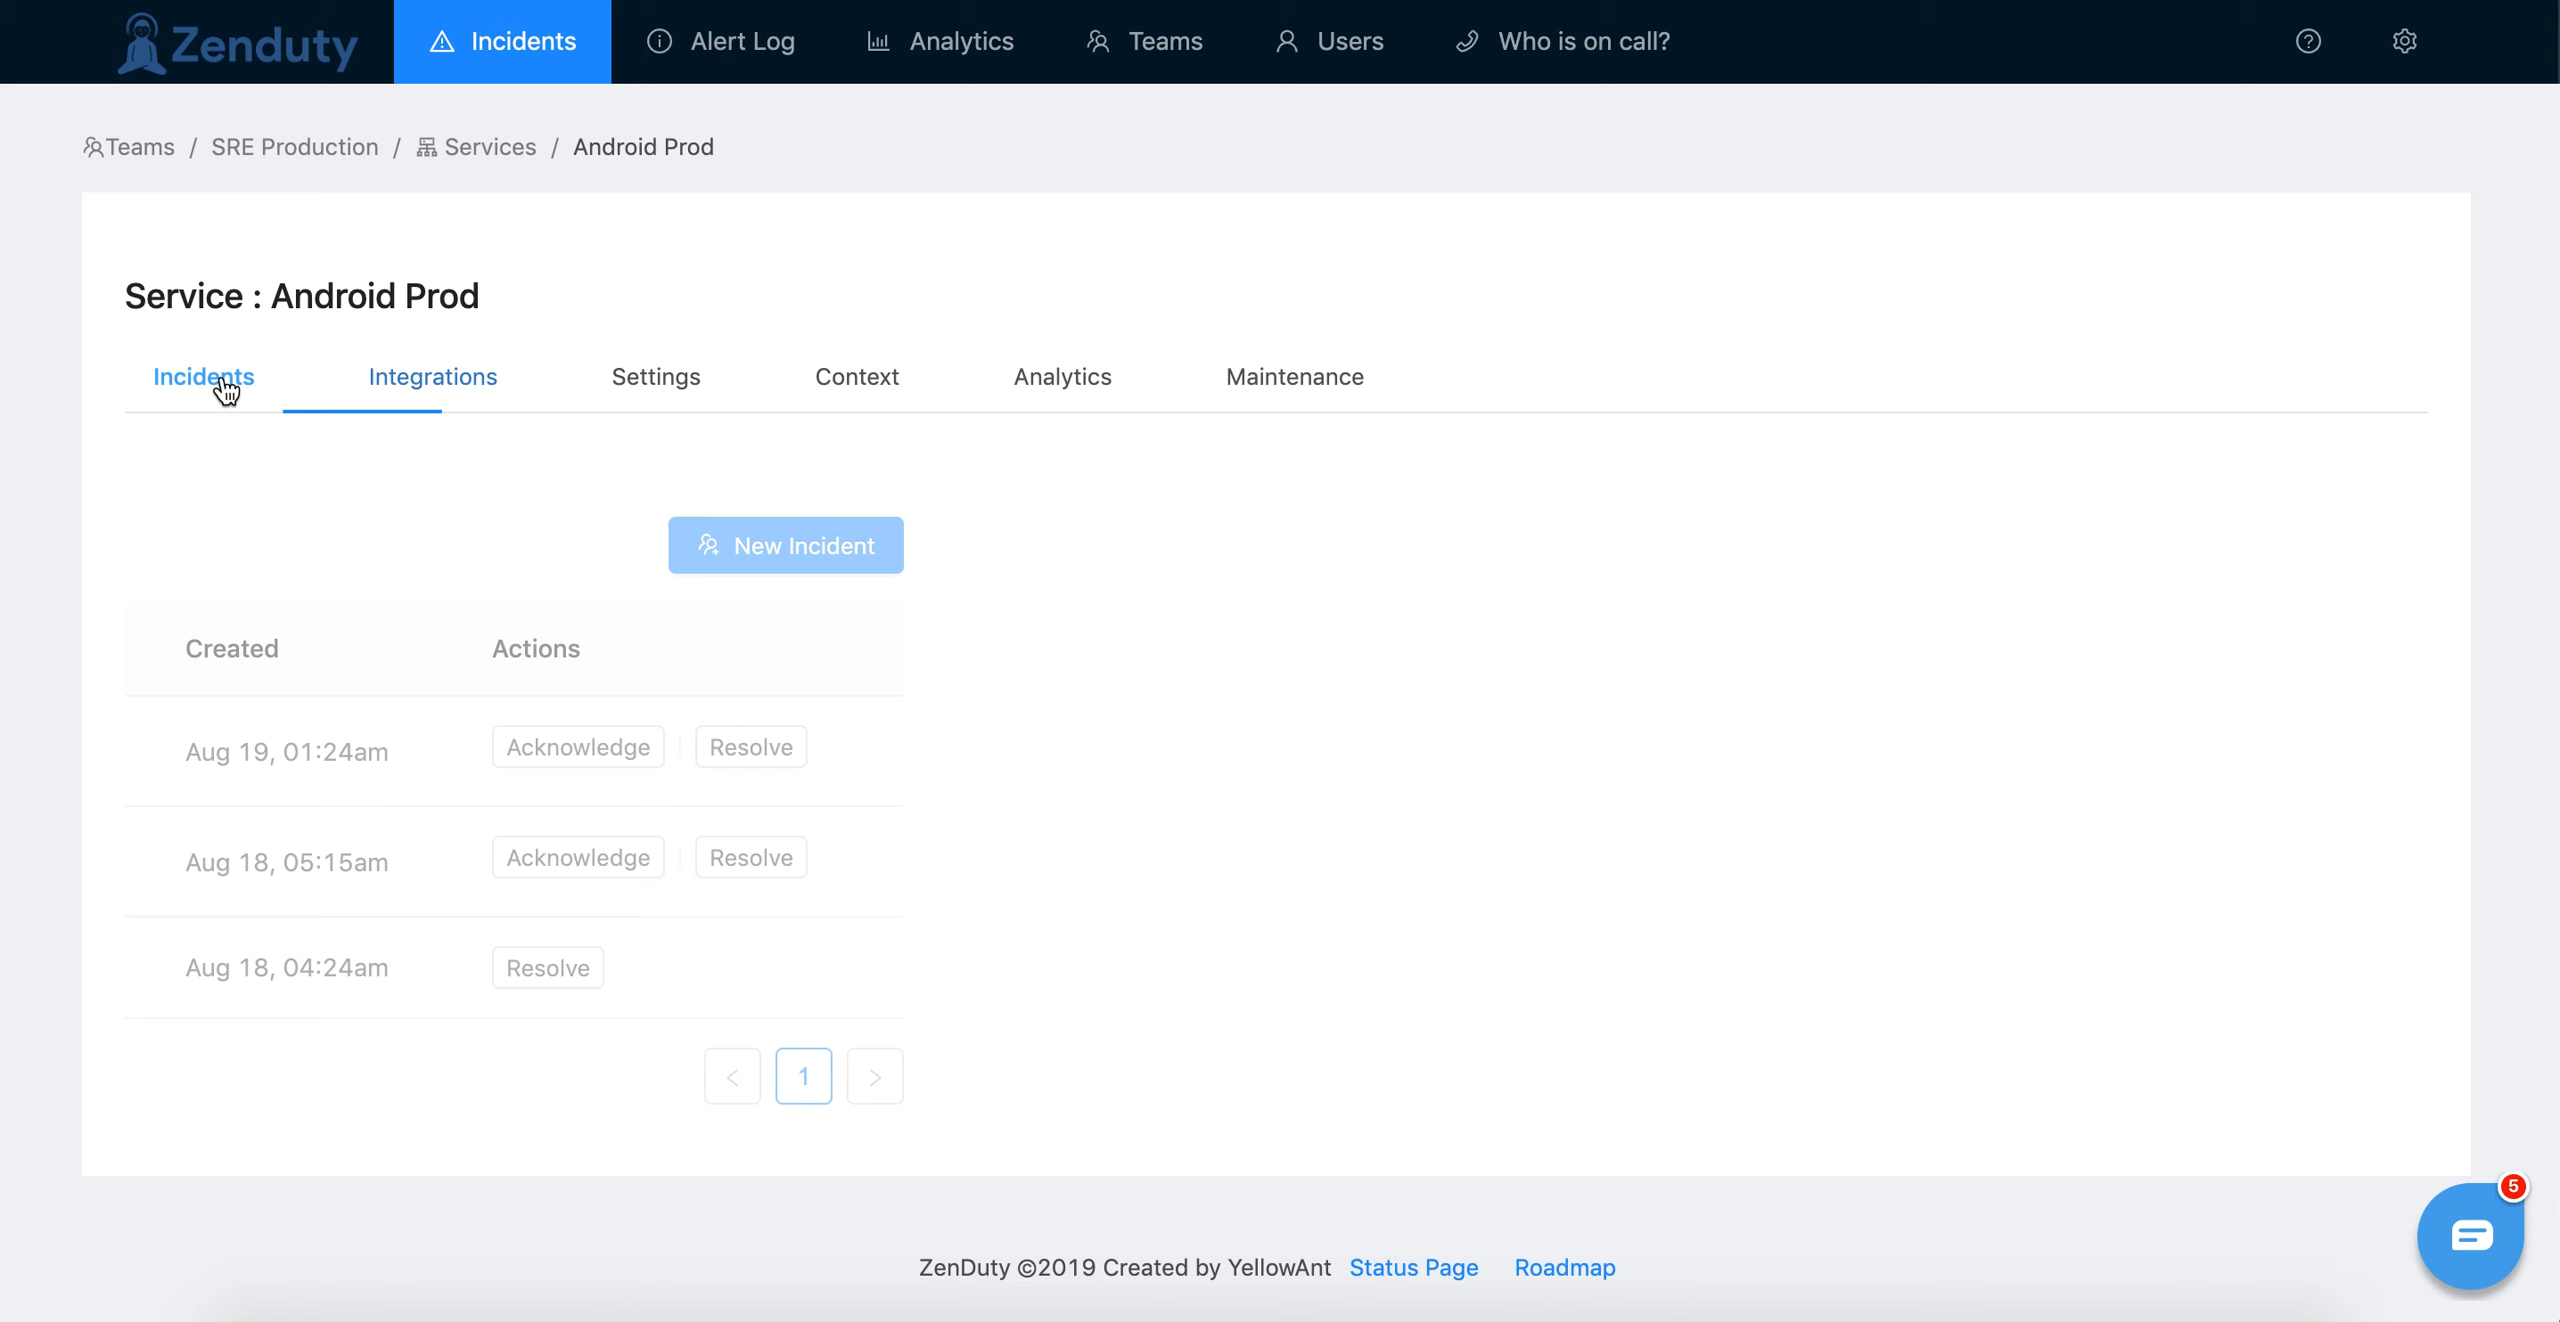 Zenduty Incidents Alert Log Analytics Teams Users Who is on call?
Teams / SRE Production / Services / Android Prod
Service : Android Prod
Incidents Integrations Settings Context Analytics Maintenance
New Incident
Created Actions
Aug 19, 01:24am Acknowledge Resolve
Aug 18, 05:15am Acknowledge Resolve
Aug 18, 04:24am Resolve
< 1 >
5
ZenDuty ©2019 Created by YellowAnt Status Page Roadmap